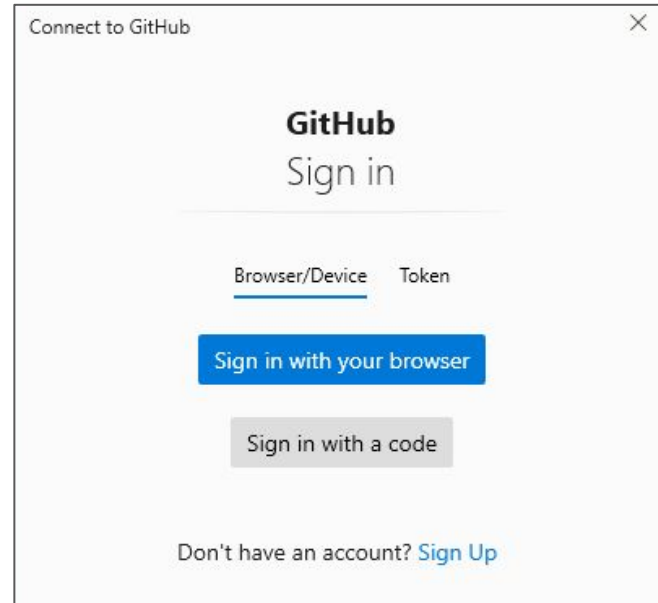 Connect to GitHub
GitHub
Sign in
Browser/Device Token
Sign in with your browser
Sign in with a code
Don't have an account? Sign Up